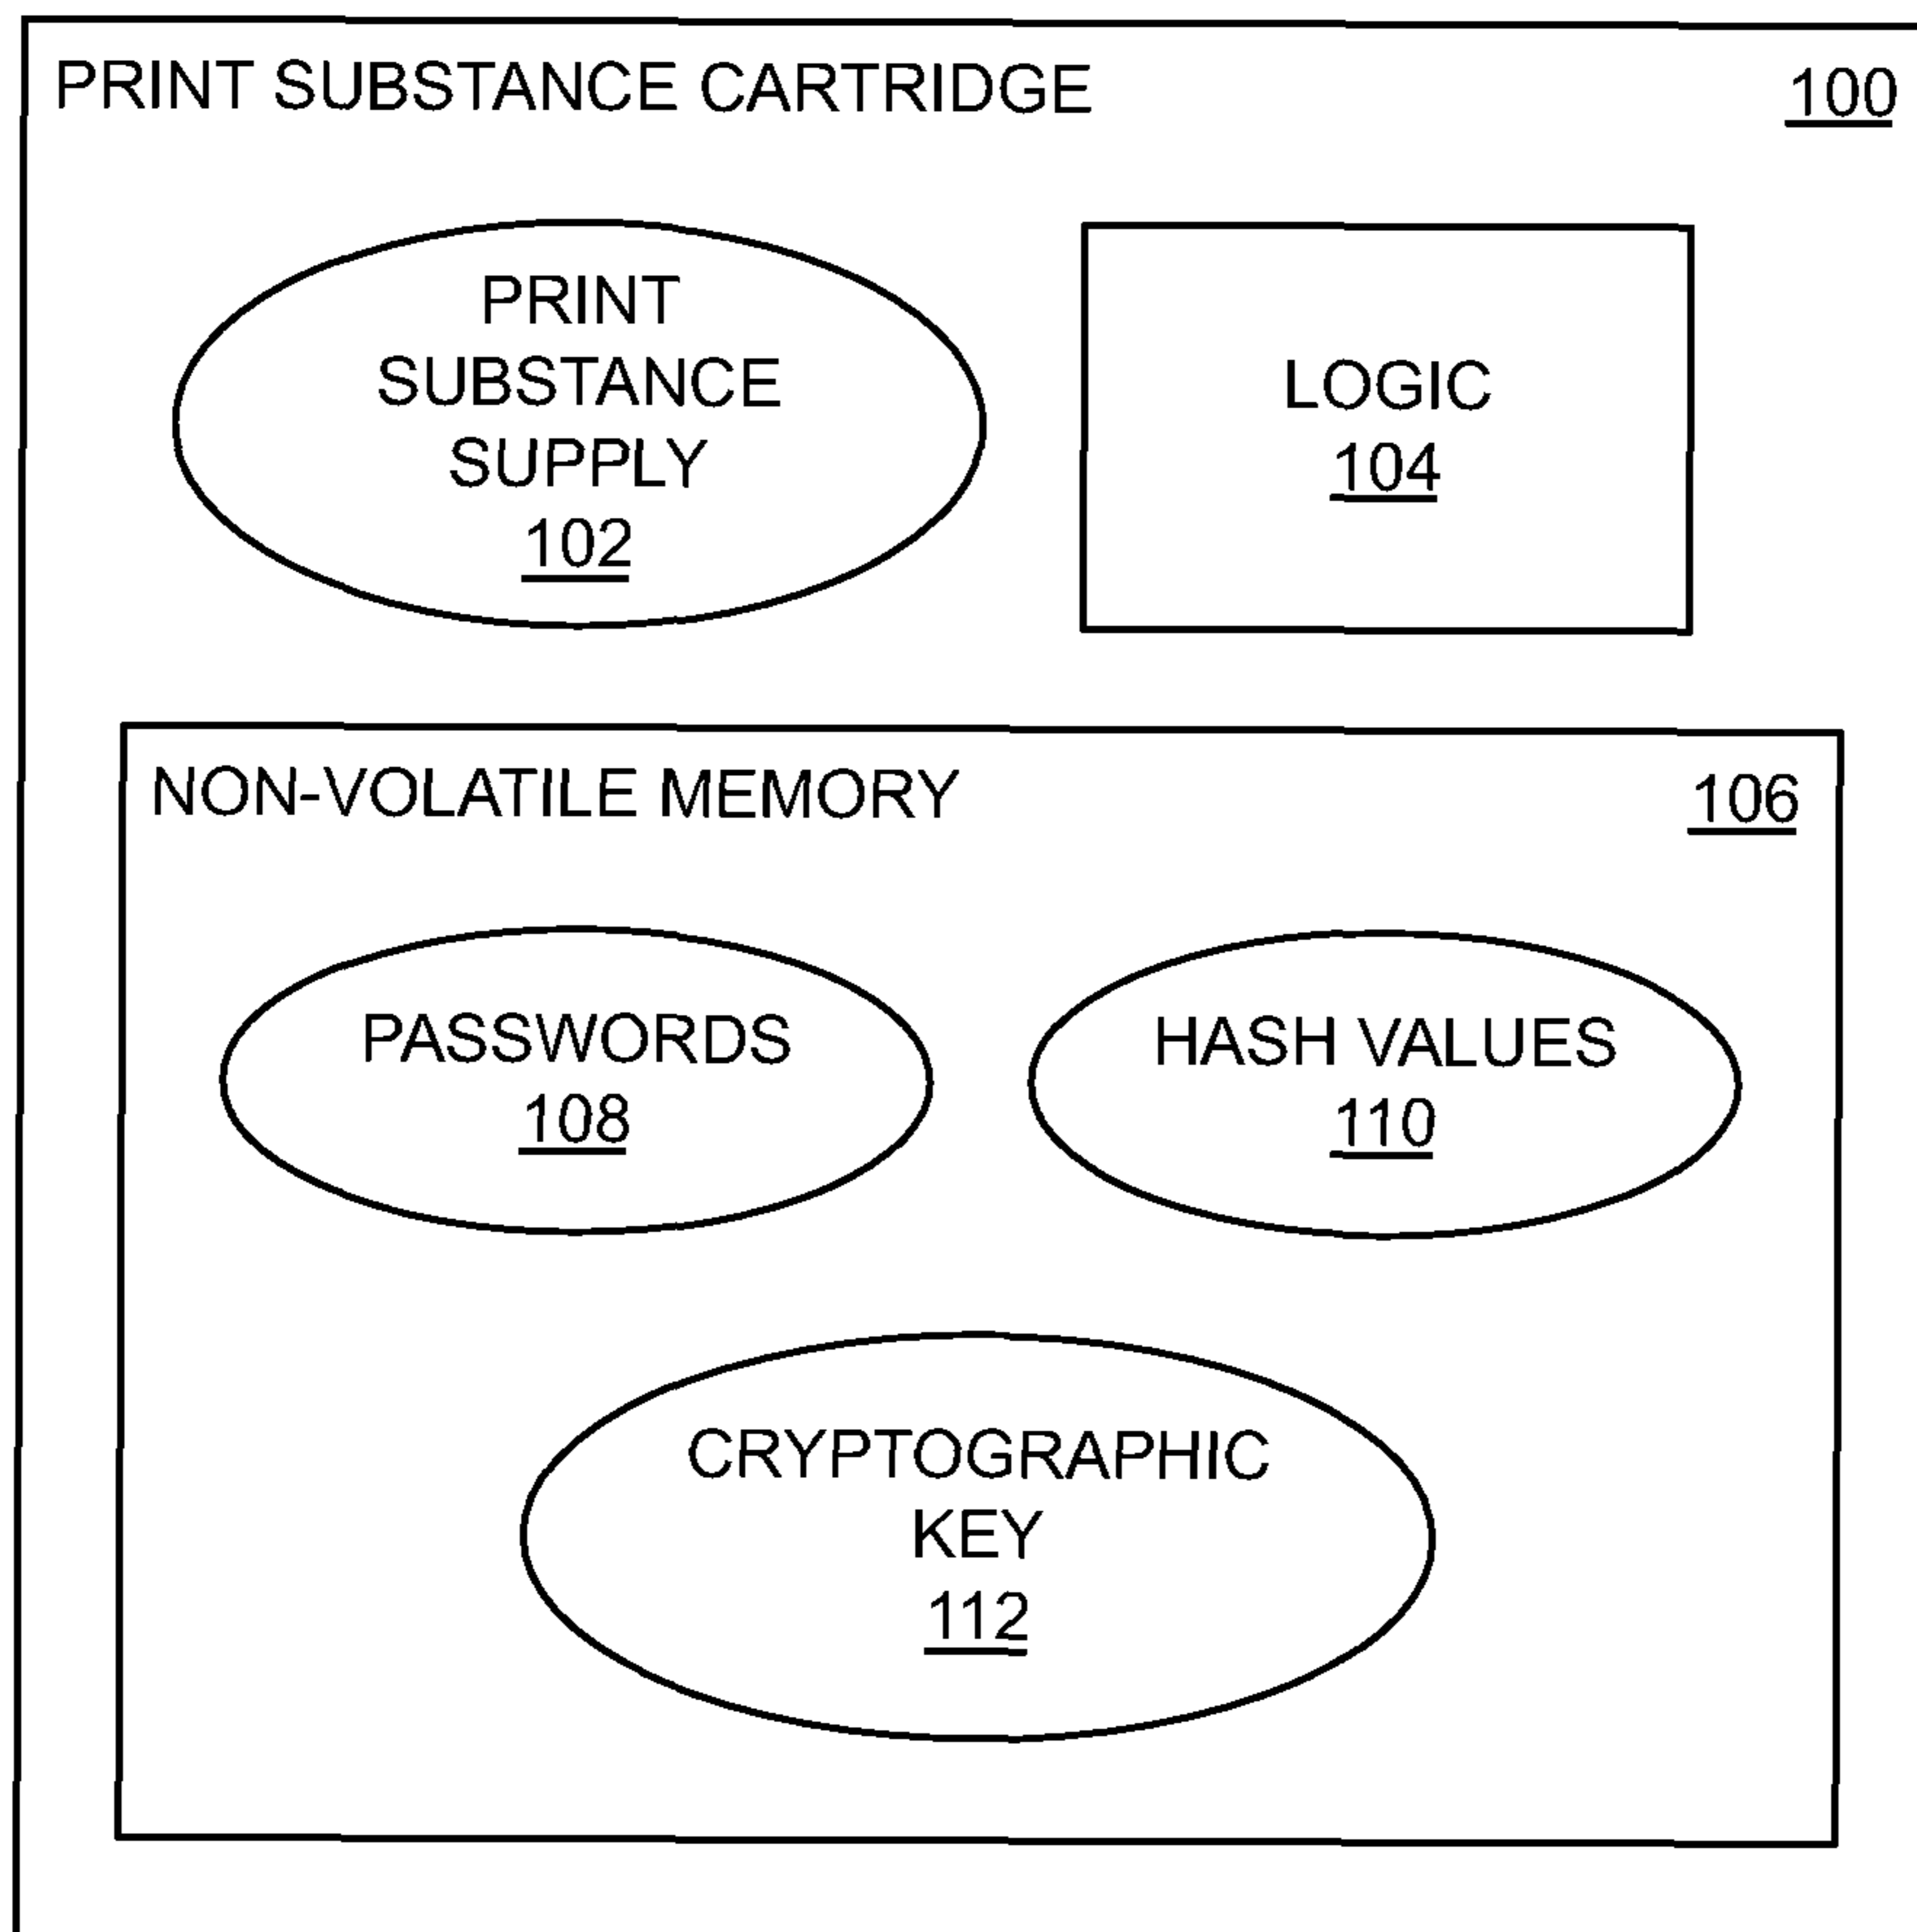 PRINT SUBSTANCE CARTRIDGE 100
PRINT
SUBSTANCE
SUPPLY
102
LOGIC
104
NON-VOLATILE MEMORY 106
PASSWORDS
108
HASH VALUES
110
CRYPTOGRAPHIC
KEY
112